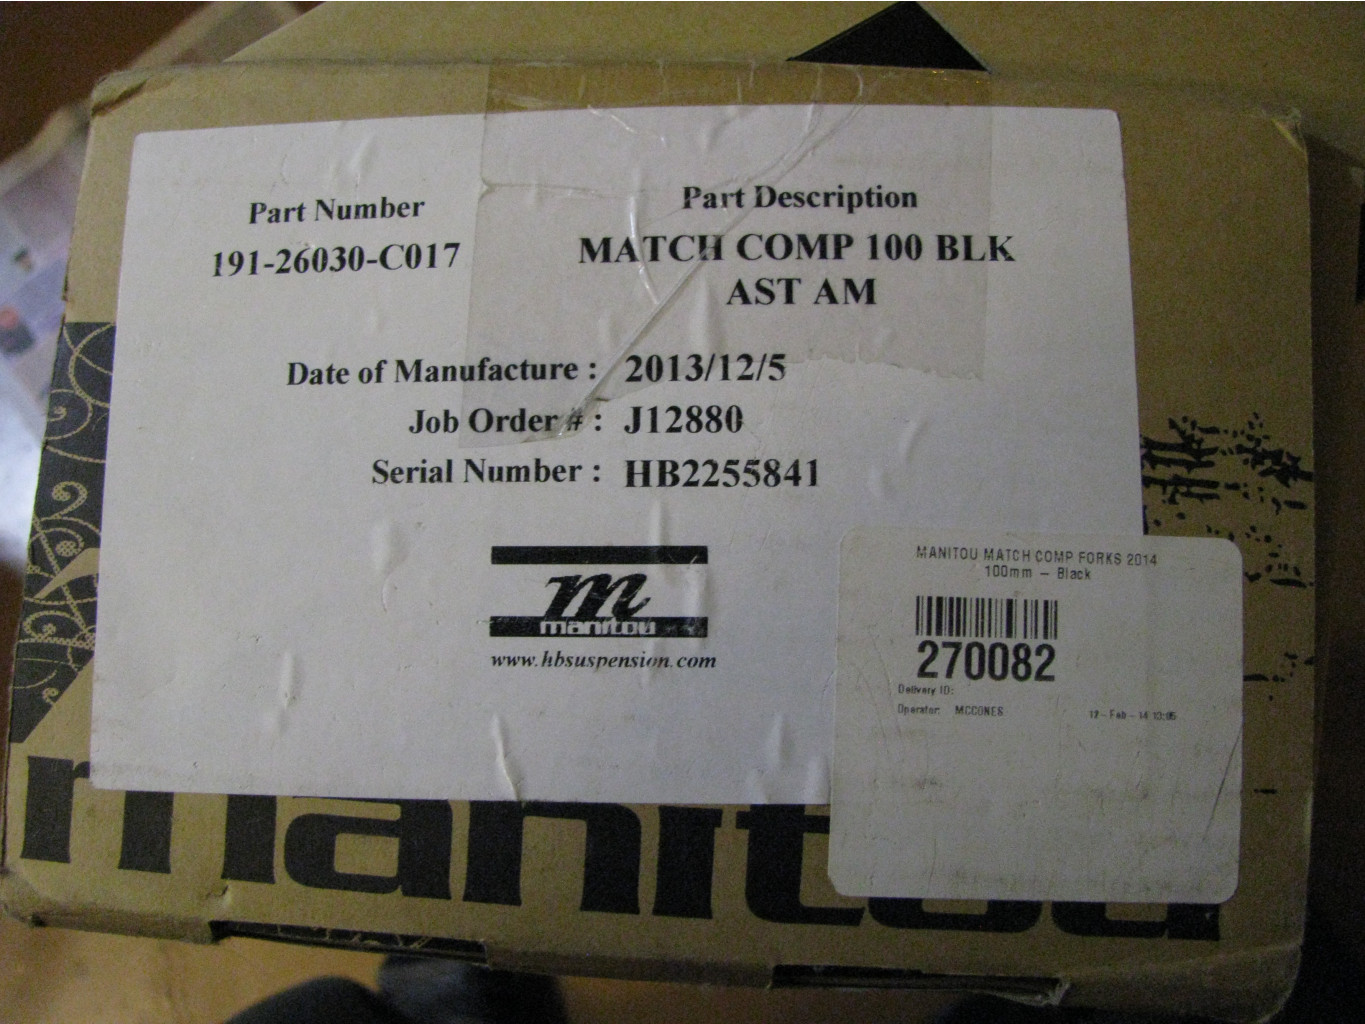 Part Number
191-26030-C017
Part Description
MATCH COMP 100 BLK
AST AM
Date of Manufacture : 2013/12/5
Job Order # : J12880
Serial Number : HB2255841
m
manitou
www.hbsuspension.com
MANITOU MATCH COMP FORKS 2014
100mm – Black
270082
Delivery ID:
Operator: MCCONES
12-Feb-14 13:05
manitou